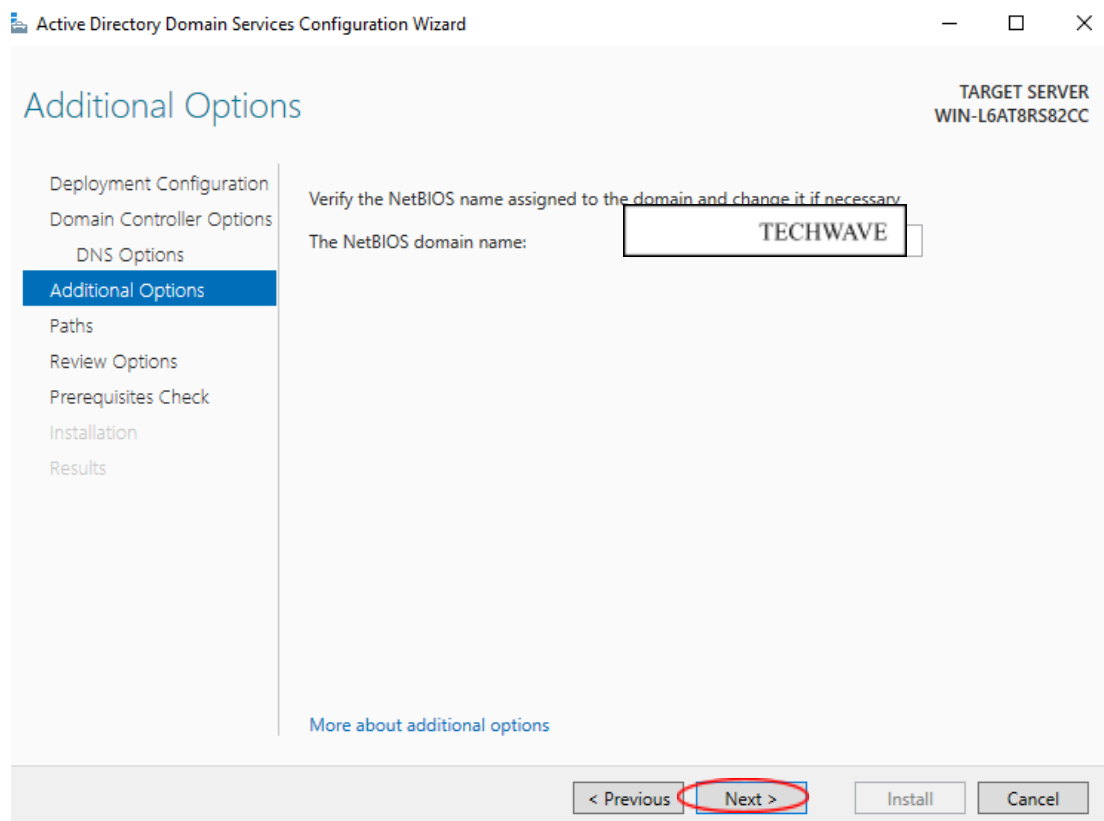 Active Directory Domain Services Configuration Wizard
Additional Options
TARGET SERVER
WIN-L6AT8RS82CC
Deployment Configuration
Domain Controller Options
DNS Options
Additional Options
Paths
Review Options
Prerequisites Check
Installation
Results
Verify the NetBIOS name assigned to the domain and change it if necessary
The NetBIOS domain name:
TECHWAVE
More about additional options
< Previous
Next >
Install
Cancel